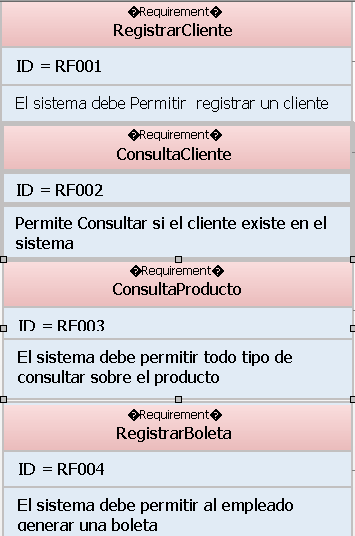 �Requirement�
RegistrarCliente
ID = RF001
El sistema debe Permitir registrar un cliente
�Requirement�
ConsultaCliente
ID = RF002
Permite Consultar si el cliente existe en el
sistema
�Requirement�
ConsultaProducto
ID = RF003
El sistema debe permitir todo tipo de
consultar sobre el producto
�Requirement�
RegistrarBoleta
ID = RF004
El sistema debe permitir al empleado
generar una boleta